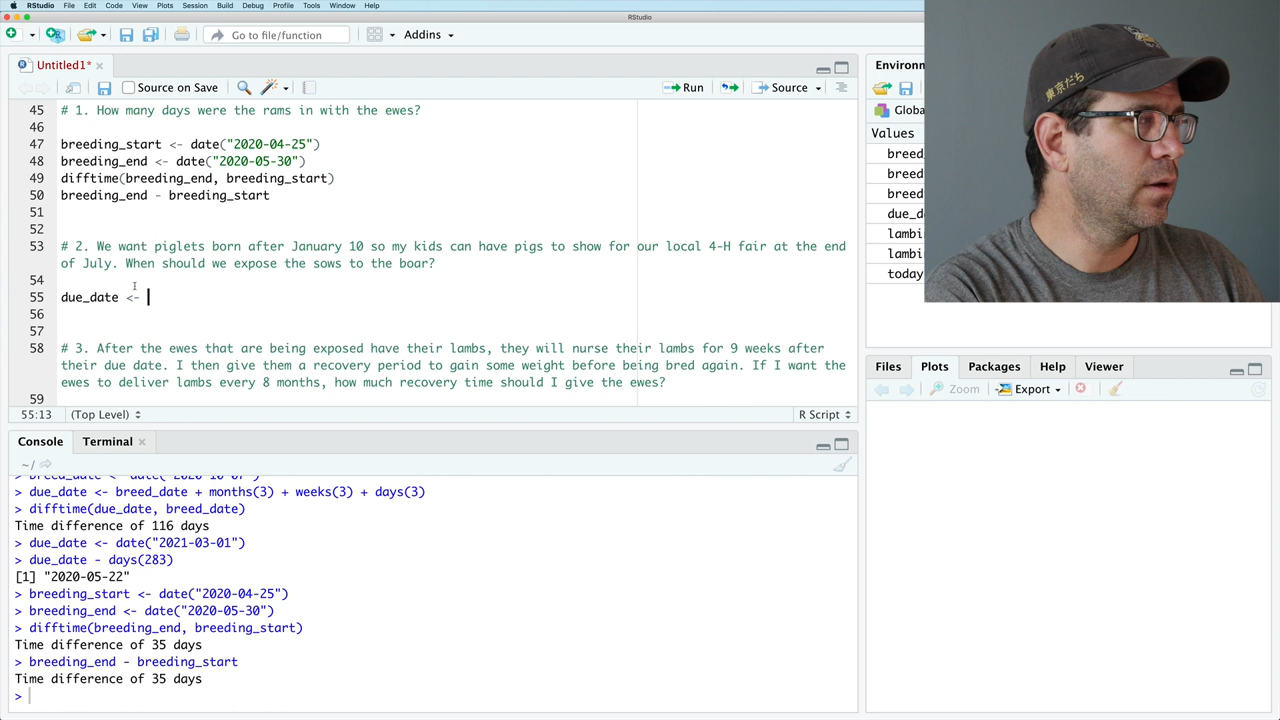 RStudio File Edit Code View Plots Session Build Debug Profile Tools Window Help
RStudio
Go to file/function Addins
Untitled1*
Source on Save Run Source
45 # 1. How many days were the rams in with the ewes?
46
47 breeding_start <- date("2020-04-25")
48 breeding_end <- date("2020-05-30")
49 difftime(breeding_end, breeding_start)
50 breeding_end - breeding_start
51
52
53 # 2. We want piglets born after January 10 so my kids can have pigs to show for our local 4-H fair at the end
of July. When should we expose the sows to the boar?
54
55 due_date <-
56
57
58 # 3. After the ewes that are being exposed have their lambs, they will nurse their lambs for 9 weeks after
their due date. I then give them a recovery period to gain some weight before being bred again. If I want the
ewes to deliver lambs every 8 months, how much recovery time should I give the ewes?
59
55:13 (Top Level) R Script
Console Terminal
~/
> breed_date <- date("2020-10-07")
> due_date <- breed_date + months(3) + weeks(3) + days(3)
> difftime(due_date, breed_date)
Time difference of 116 days
> due_date <- date("2021-03-01")
> due_date - days(283)
[1] "2020-05-22"
> breeding_start <- date("2020-04-25")
> breeding_end <- date("2020-05-30")
> difftime(breeding_end, breeding_start)
Time difference of 35 days
> breeding_end - breeding_start
Time difference of 35 days
>
Environ
Globa
Values
breed_
breed
breed
due_d
lambi
lambi
today
東京だち
Files Plots Packages Help Viewer
Zoom Export